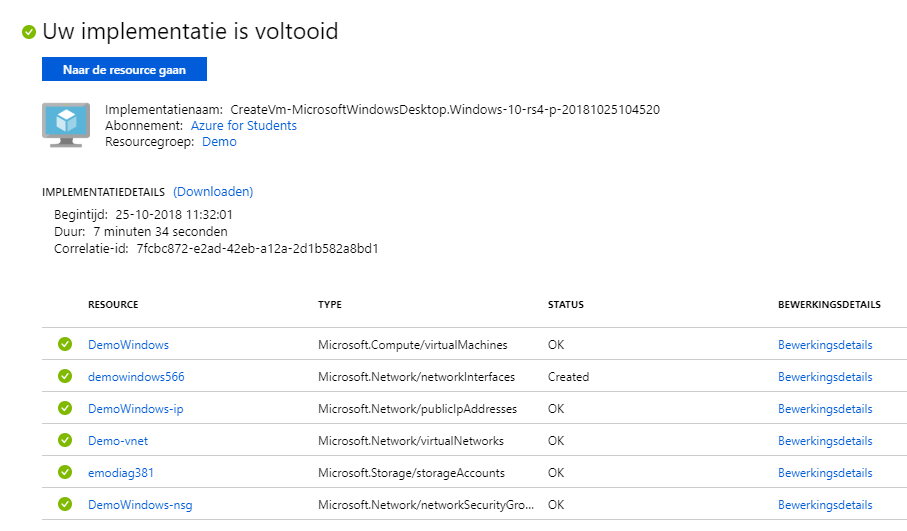 Uw implementatie is voltooid
Naar de resource gaan
Implementatienaam: CreateVm-MicrosoftWindowsDesktop.Windows-10-rs4-p-20181025104520
Abonnement: Azure for Students
Resourcegroep: Demo
IMPLEMENTATIEDETAILS (Downloaden)
Begintijd: 25-10-2018 11:32:01
Duur: 7 minuten 34 seconden
Correlatie-id: 7fcbc872-e2ad-42eb-a12a-2d1b582a8bd1
RESOURCE TYPE STATUS BEWERKINGSDETAILS
DemoWindows Microsoft.Compute/virtualMachines OK Bewerkingsdetails
demowindows566 Microsoft.Network/networkInterfaces Created Bewerkingsdetails
DemoWindows-ip Microsoft.Network/publicIpAddresses OK Bewerkingsdetails
Demo-vnet Microsoft.Network/virtualNetworks OK Bewerkingsdetails
emodiag381 Microsoft.Storage/storageAccounts OK Bewerkingsdetails
DemoWindows-nsg Microsoft.Network/networkSecurityGro... OK Bewerkingsdetails